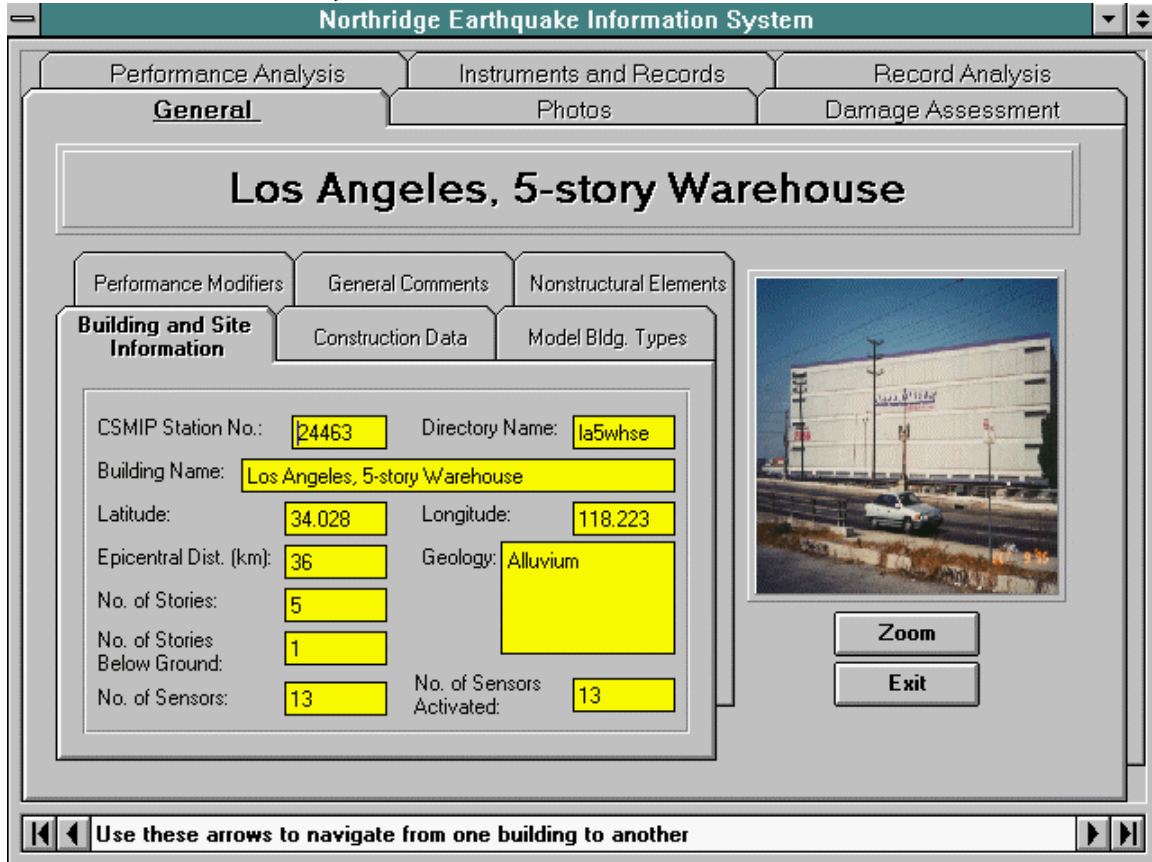 Northridge Earthquake Information System
Performance Analysis
Instruments and Records
Record Analysis
General
Photos
Damage Assessment
Los Angeles, 5-story Warehouse
Performance Modifiers
General Comments
Nonstructural Elements
Building and Site
Information
Construction Data
Model Bldg. Types
CSMIP Station No.: 24463
Directory Name: la5whse
Building Name: Los Angeles, 5-story Warehouse
Latitude: 34.028
Longitude: 118.223
Epicentral Dist. (km): 36
Geology: Alluvium
No. of Stories: 5
No. of Stories
Below Ground: 1
No. of Sensors: 13
No. of Sensors
Activated: 13
Zoom
Exit
Use these arrows to navigate from one building to another